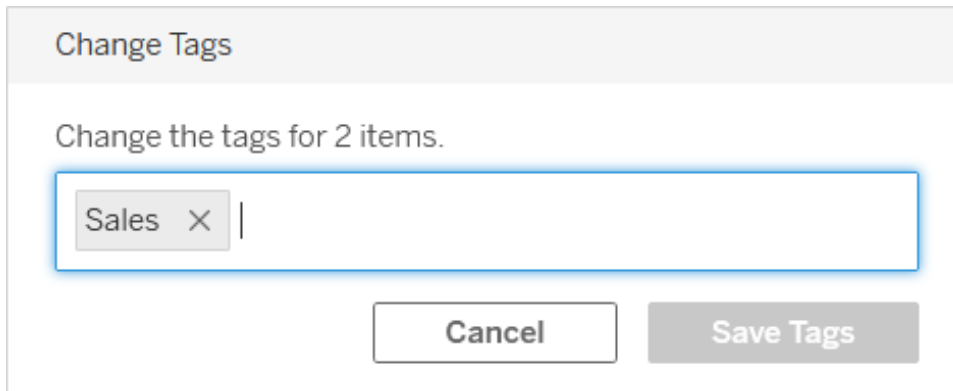 Change Tags
Change the tags for 2 items.
Sales ×
Cancel Save Tags